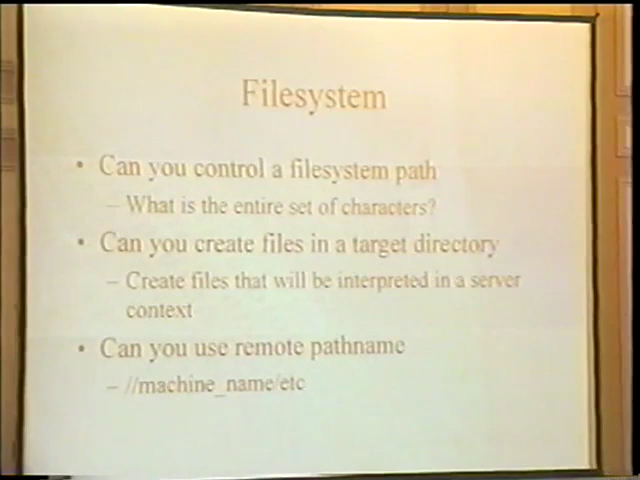 Filesystem
• Can you control a filesystem path
– What is the entire set of characters?
• Can you create files in a target directory
– Create files that will be interpreted in a server
context
• Can you use remote pathname
– //machine_name/etc